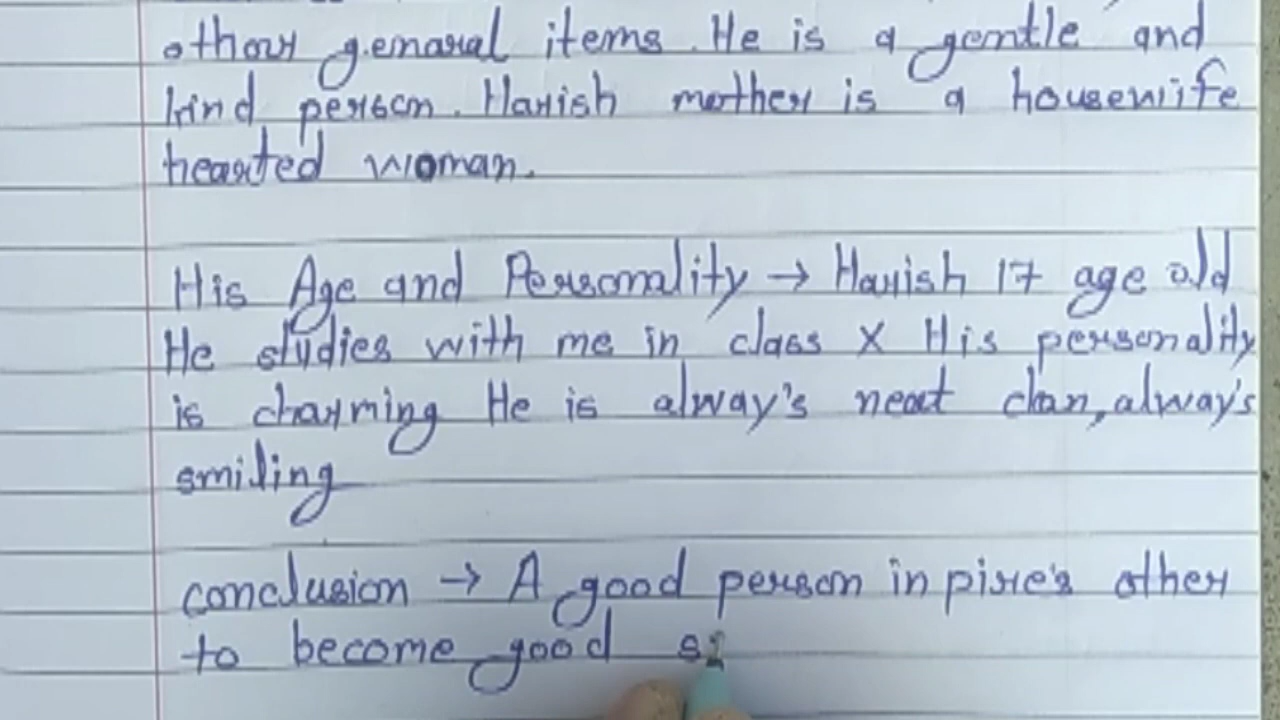 othar genaral items. He is a gentle and
kind person. Harish mother is a housewife
hearted woman.
His Age and Personality → Harish 17 age old
He studies with me in class X His personality
is charming He is alway's neat clan, alway's
smiling
conclusion → A good person inpire's other
to become good